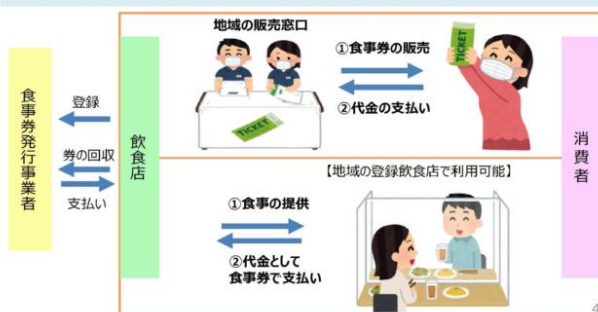 地域の販売窓口
①食事券の販売
TICKET
②代金の支払い
TICKET
食事券発行事業者
登録
券の回収
支払い
飲食店
消費者
【地域の登録飲食店で利用可能】
①食事の提供
②代金として
食事券で支払い
4